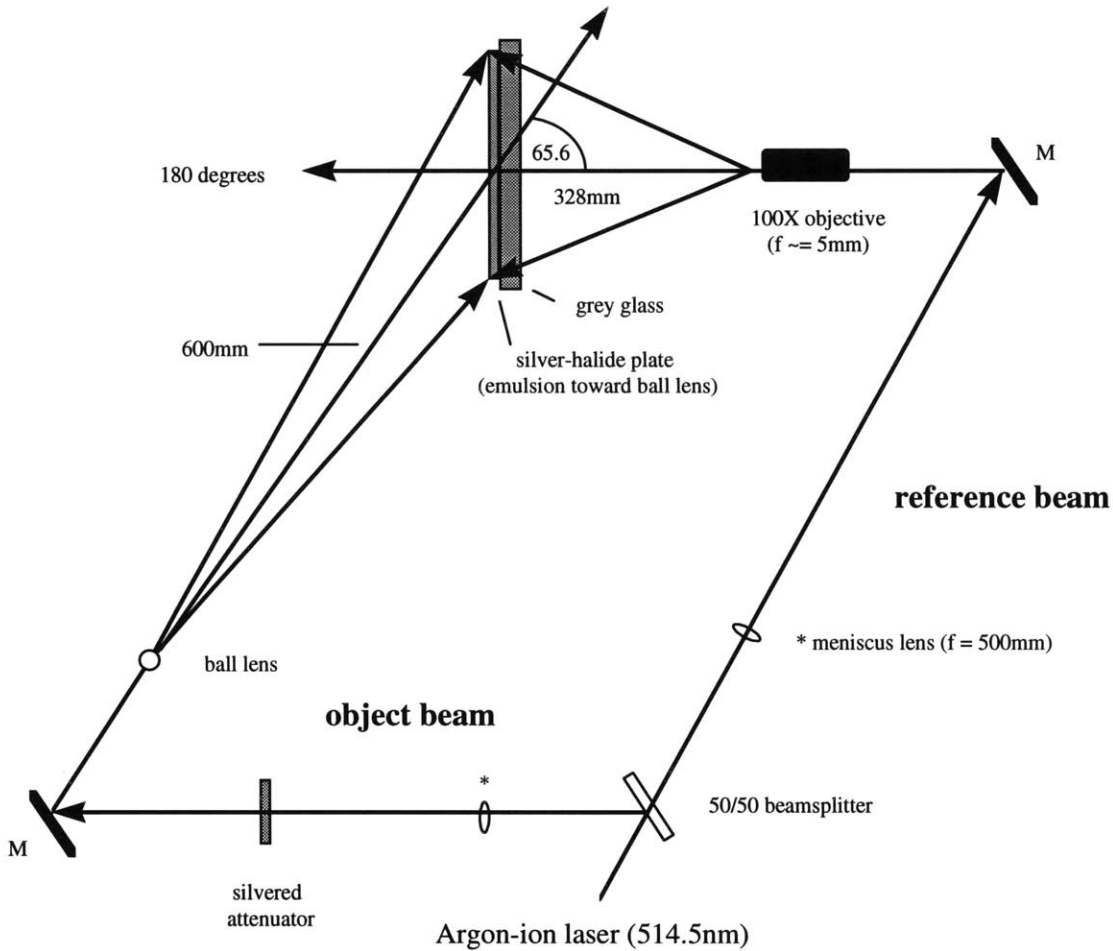 M
65.6
180 degrees
328mm
100X objective
(f ~= 5mm)
grey glass
600mm
silver-halide plate
(emulsion toward ball lens)
reference beam
* meniscus lens (f = 500mm)
ball lens
object beam
*
50/50 beamsplitter
M
silvered
attenuator
Argon-ion laser (514.5nm)